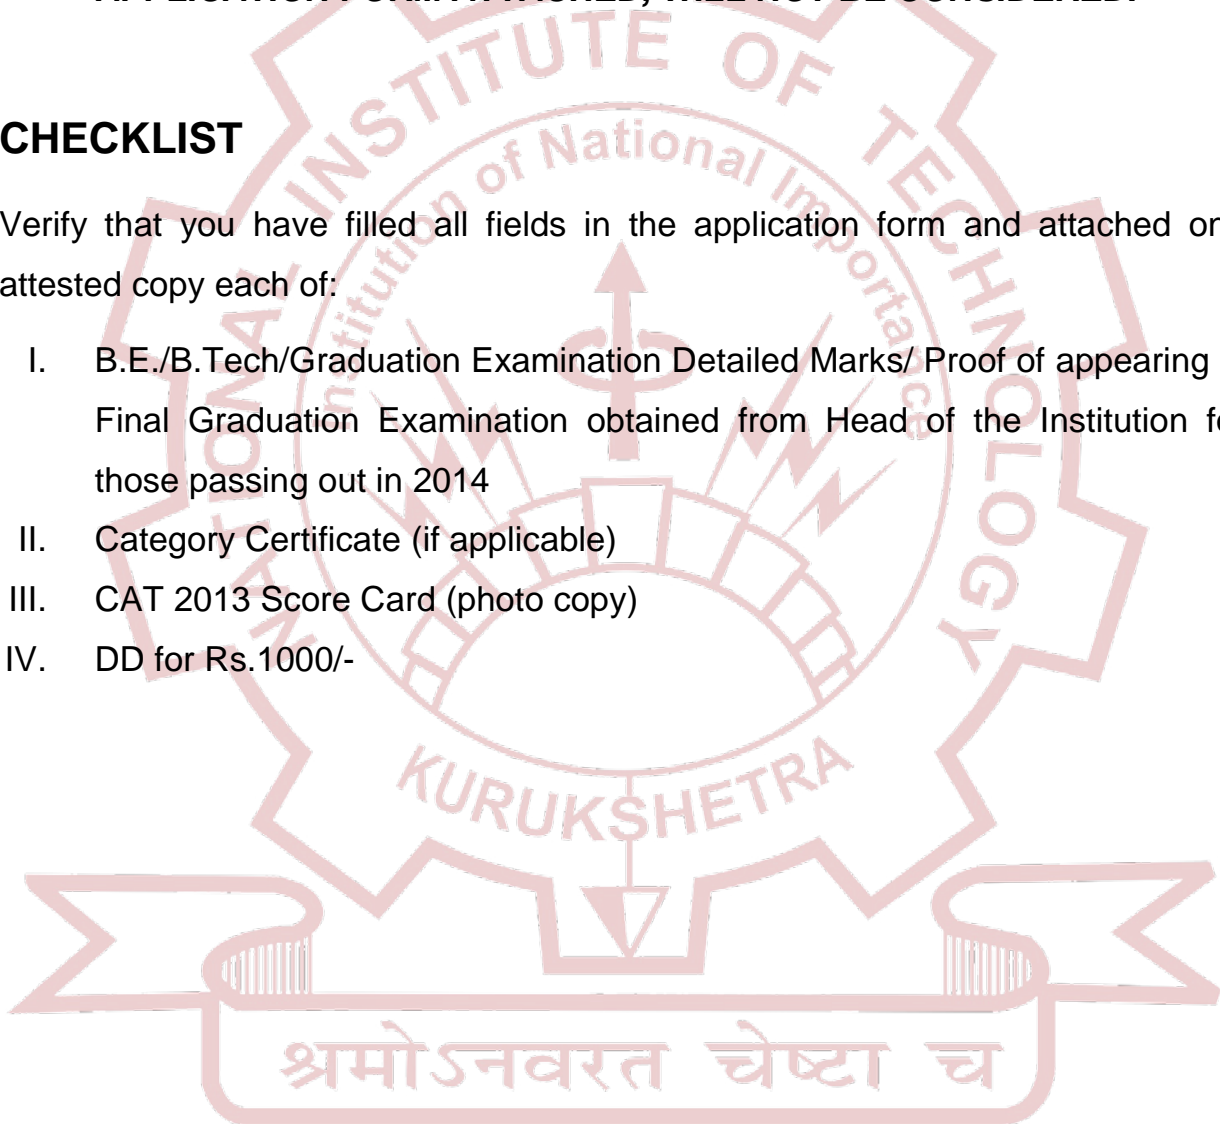 CHECKLIST
Verify that you have filled all fields in the application form and attached
attested copy each of:
I. B.E./B.Tech/Graduation Examination Detailed Marks/ Proof of appearing
Final Graduation Examination obtained from Head of the Institution
those passing out in 2014
II. Category Certificate (if applicable)
III. CAT 2013 Score Card (photo copy)
IV. DD for Rs.1000/-
NATIONAL INSTITUTE OF TECHNOLOGY
Institution of National Importance
KURUKSHETRA
श्रमोऽनवरत चेष्टा च